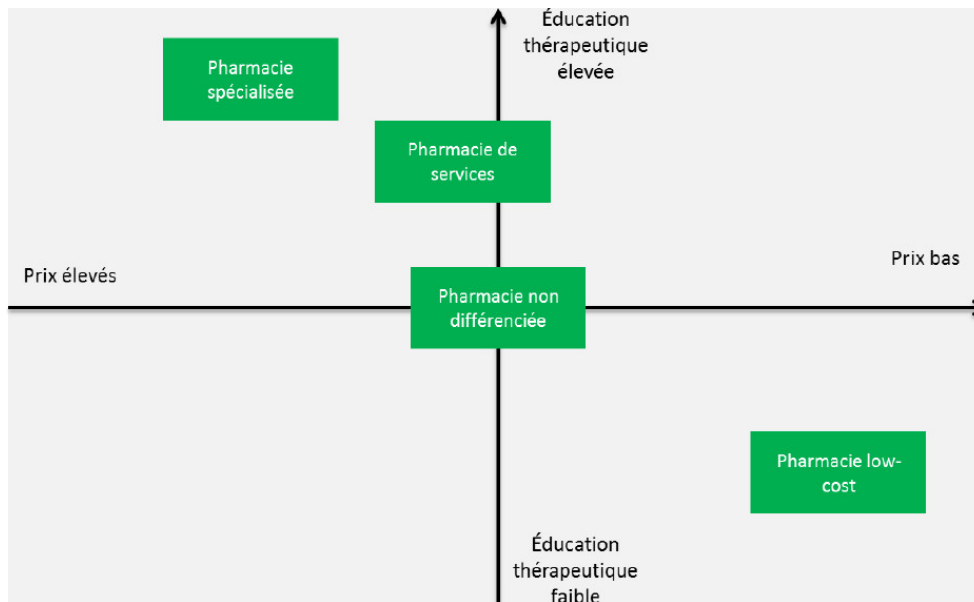 Éducation
thérapeutique
élevée
Pharmacie
spécialisée
Pharmacie de
services
Prix élevés
Prix bas
Pharmacie non
différenciée
Pharmacie low-
cost
Éducation
thérapeutique
faible